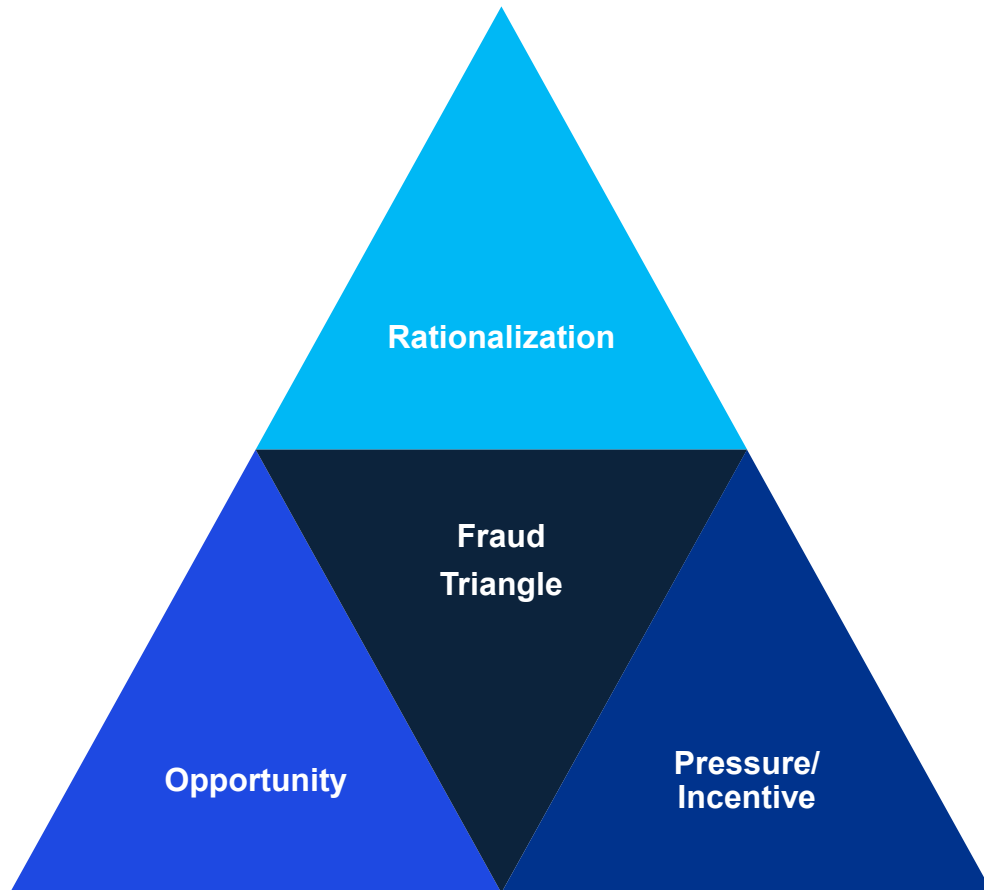 Rationalization
Fraud
Triangle
Opportunity
Pressure/
Incentive